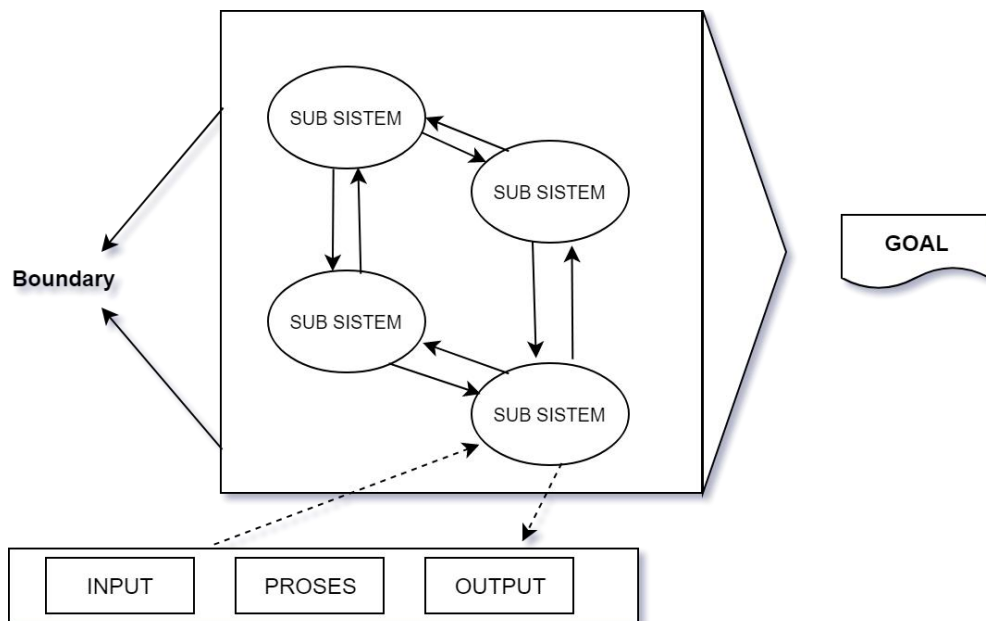 SUB SISTEM
SUB SISTEM
GOAL
Boundary
SUB SISTEM
SUB SISTEM
INPUT
PROSES
OUTPUT